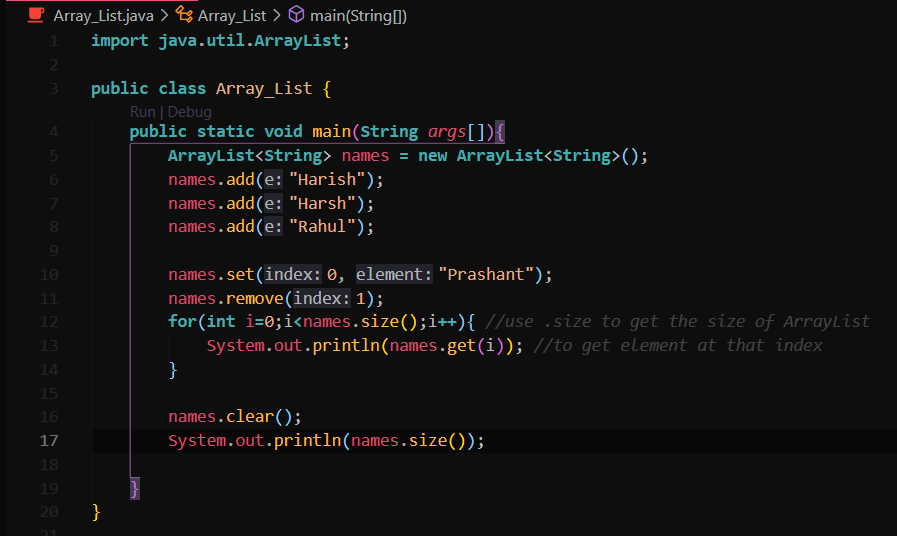 Array_List.java > Array_List > main(String[])
1 import java.util.ArrayList;
2
3 public class Array_List {
Run | Debug
4 public static void main(String args[]){
5 ArrayList<String> names = new ArrayList<String>();
6 names.add(e: "Harish");
7 names.add(e: "Harsh");
8 names.add(e: "Rahul");
9
10 names.set(index: 0, element: "Prashant");
11 names.remove(index: 1);
12 for(int i=0;i<names.size();i++){ //use .size to get the size of ArrayList
13 System.out.println(names.get(i)); //to get element at that index
14 }
15
16 names.clear();
17 System.out.println(names.size());
18
19 }
20 }
21